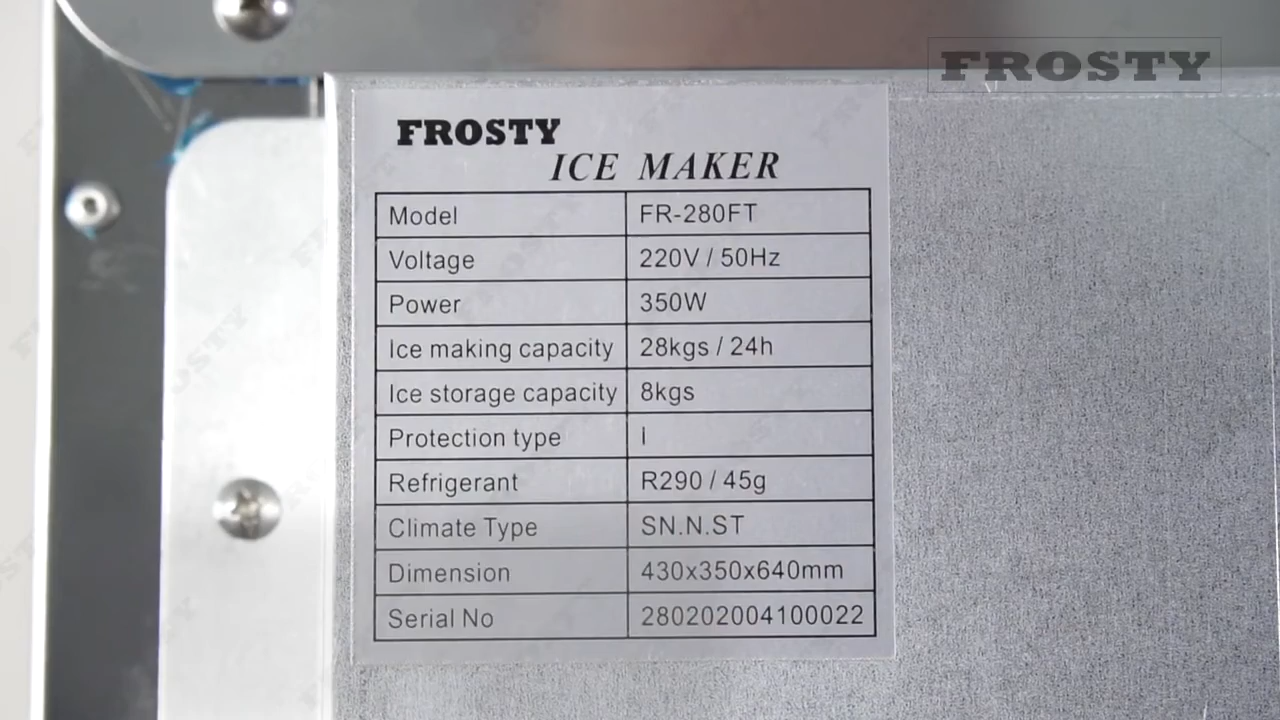 FROSTY
FROSTY
ICE MAKER
Model FR-280FT
Voltage 220V / 50Hz
Power 350W
Ice making capacity 28kgs / 24h
Ice storage capacity 8kgs
Protection type I
Refrigerant R290 / 45g
Climate Type SN.N.ST
Dimension 430x350x640mm
Serial No 280202004100022